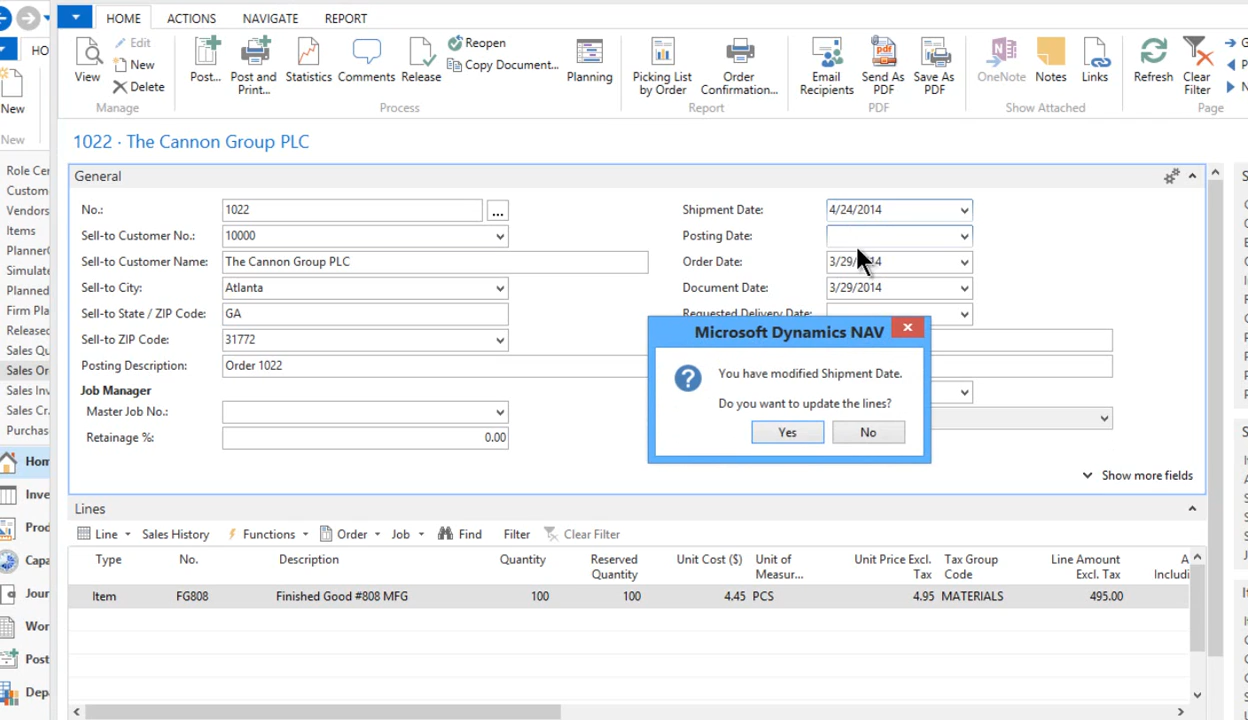 HOME ACTIONS NAVIGATE REPORT
HO
View
Edit
New
Delete
Manage
Post...
Post and Print...
Statistics
Comments
Release
Reopen
Copy Document...
Process
Planning
Picking List by Order
Order Confirmation...
Report
Email Recipients
Send As PDF
Save As PDF
PDF
OneNote
Notes
Links
Show Attached
Refresh
Clear Filter
Page
New
New
Role Cer
Custom
Vendors
Items
Planner
Simulate
Planned
Firm Pla
Released
Sales Qu
Sales Or
Sales Inv
Sales Cr.
Purchas
Hom
Inve
Prod
Capa
Jour
Wor
Post
Dep
1022 · The Cannon Group PLC
General
No.: 1022 ...
Sell-to Customer No.: 10000
Sell-to Customer Name: The Cannon Group PLC
Sell-to City: Atlanta
Sell-to State / ZIP Code: GA
Sell-to ZIP Code: 31772
Posting Description: Order 1022
Job Manager
Master Job No.:
Retainage %: 0.00
Shipment Date: 4/24/2014
Posting Date:
Order Date: 3/29/
Document Date: 3/29/2014
Requested Delivery Date:
Microsoft Dynamics NAV
You have modified Shipment Date.
Do you want to update the lines?
Yes No
Show more fields
Lines
Line Sales History Functions Order Job Find Filter Clear Filter
Type No. Description Quantity Reserved Quantity Unit Cost ($) Unit of Measur... Unit Price Excl. Tax Tax Group Code Line Amount Excl. Tax A Includi
Item FG808 Finished Good #808 MFG 100 100 4.45 PCS 4.95 MATERIALS 495.00